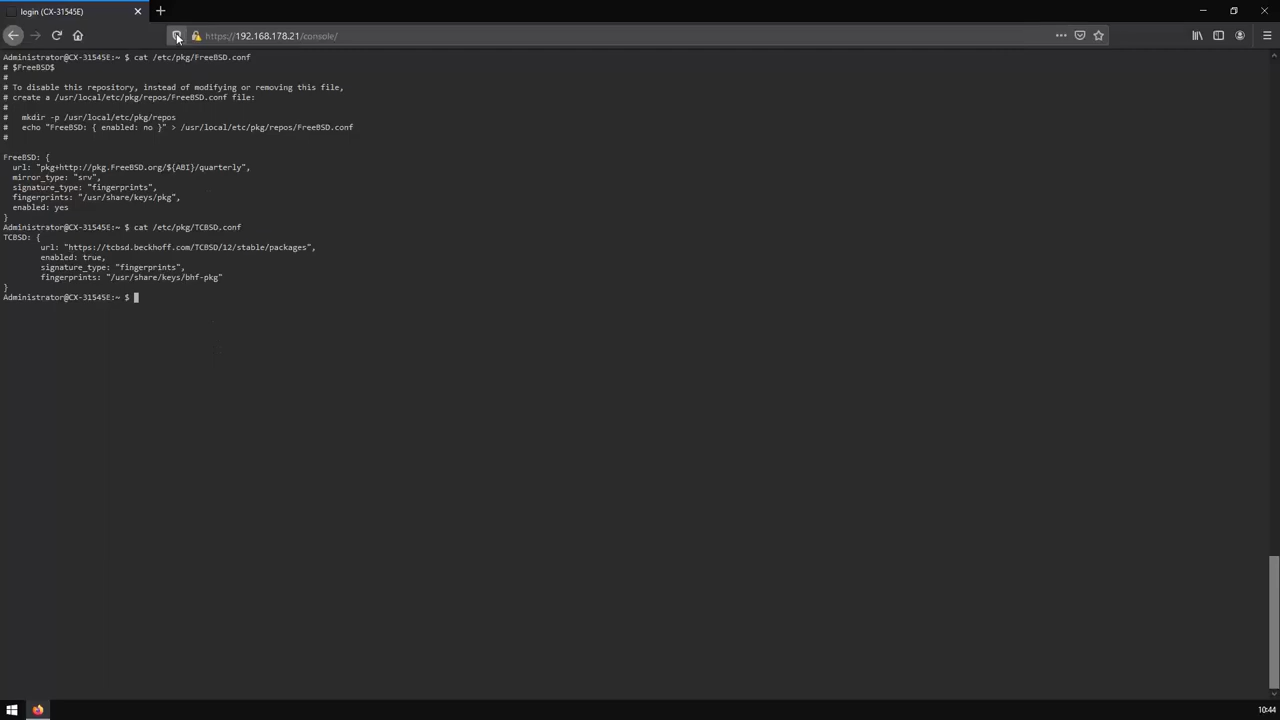 login (CX-31545E)
https://192.168.178.21/console/
Administrator@CX-31545E:~ $ cat /etc/pkg/FreeBSD.conf
# $FreeBSD$
#
# To disable this repository, instead of modifying or removing this file,
# create a /usr/local/etc/pkg/repos/FreeBSD.conf file:
#
#   mkdir -p /usr/local/etc/pkg/repos
#   echo "FreeBSD: { enabled: no }" > /usr/local/etc/pkg/repos/FreeBSD.conf
#
FreeBSD: {
  url: "pkg+http://pkg.FreeBSD.org/${ABI}/quarterly",
  mirror_type: "srv",
  signature_type: "fingerprints",
  fingerprints: "/usr/share/keys/pkg",
  enabled: yes
}
Administrator@CX-31545E:~ $ cat /etc/pkg/TCBSD.conf
TCBSD: {
        url: "https://tcbsd.beckhoff.com/TCBSD/12/stable/packages",
        enabled: true,
        signature_type: "fingerprints",
        fingerprints: "/usr/share/keys/bhf-pkg"
}
Administrator@CX-31545E:~ $
10:44